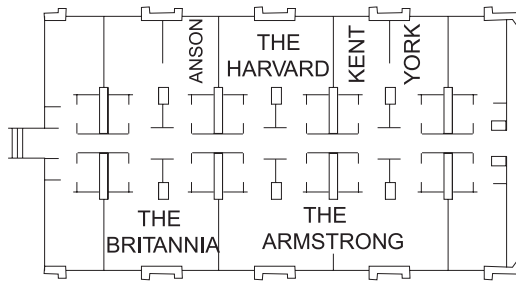 ANSON
THE
HARVARD
KENT
YORK
THE
BRITANNIA
THE
ARMSTRONG